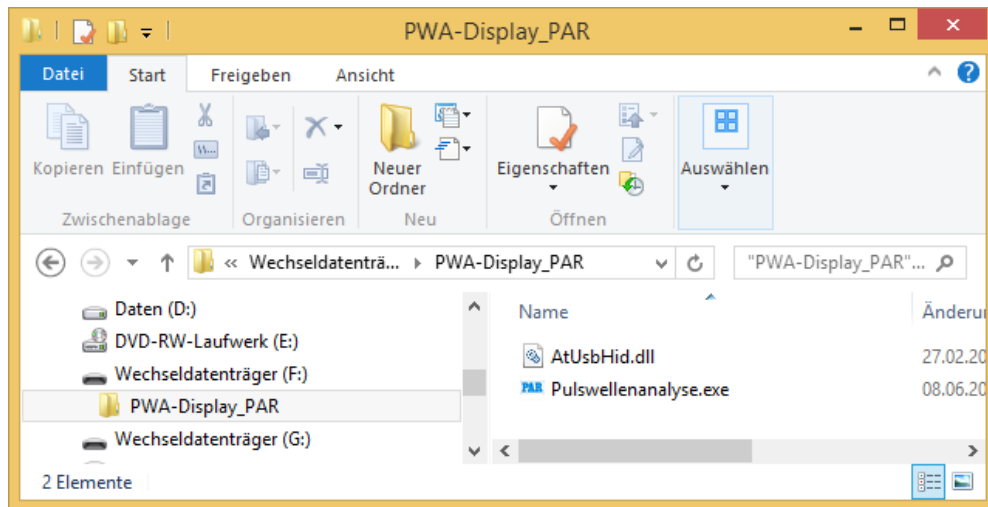 PWA-Display_PAR
Datei Start Freigeben Ansicht
Kopieren Einfügen
Neuer Ordner
Eigenschaften
Auswählen
Zwischenablage Organisieren Neu Öffnen
« Wechseldatenträ... PWA-Display_PAR "PWA-Display_PAR"...
Daten (D:)
DVD-RW-Laufwerk (E:)
Wechseldatenträger (F:)
PWA-Display_PAR
Wechseldatenträger (G:)
Name Änderu
AtUsbHid.dll 27.02.20
PAR Pulswellenanalyse.exe 08.06.20
2 Elemente